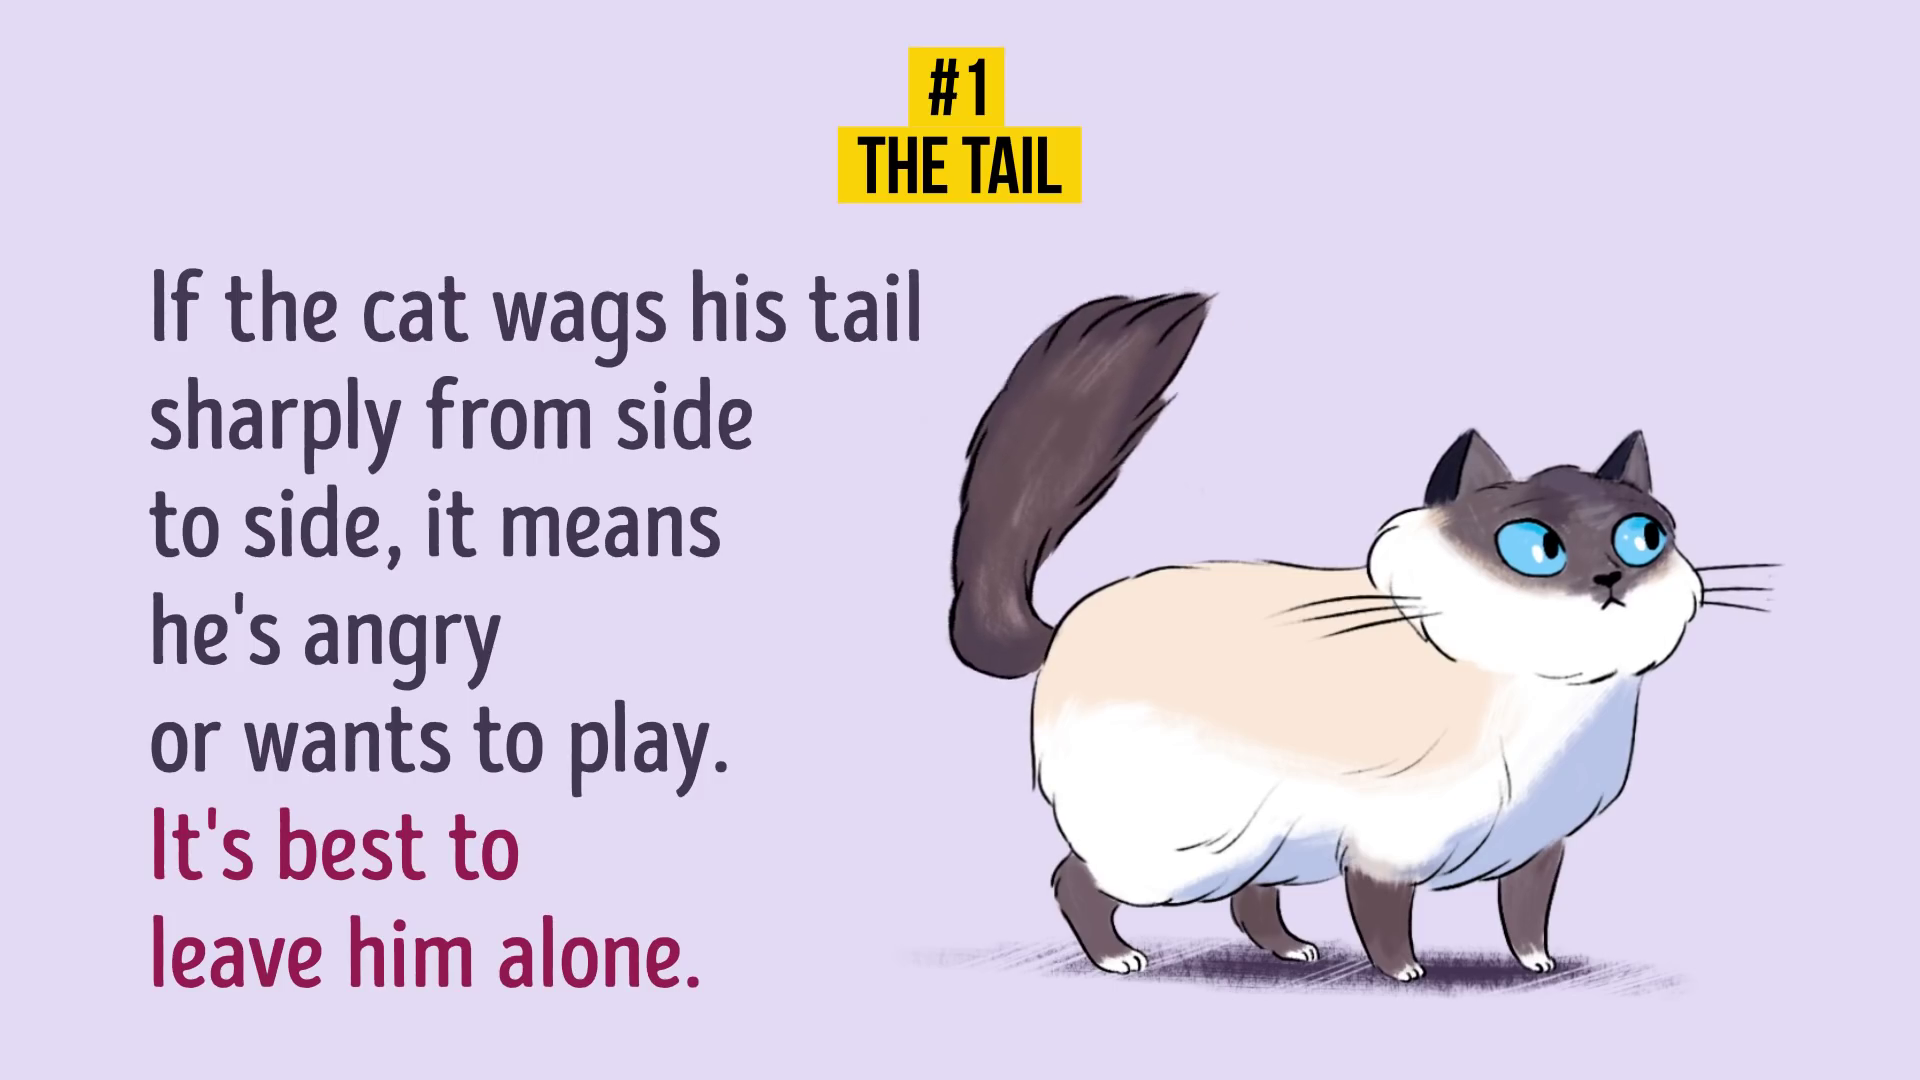 #1
THE TAIL
If the cat wags his tail
sharply from side
to side, it means
he's angry
or wants to play.
It's best to
leave him alone.